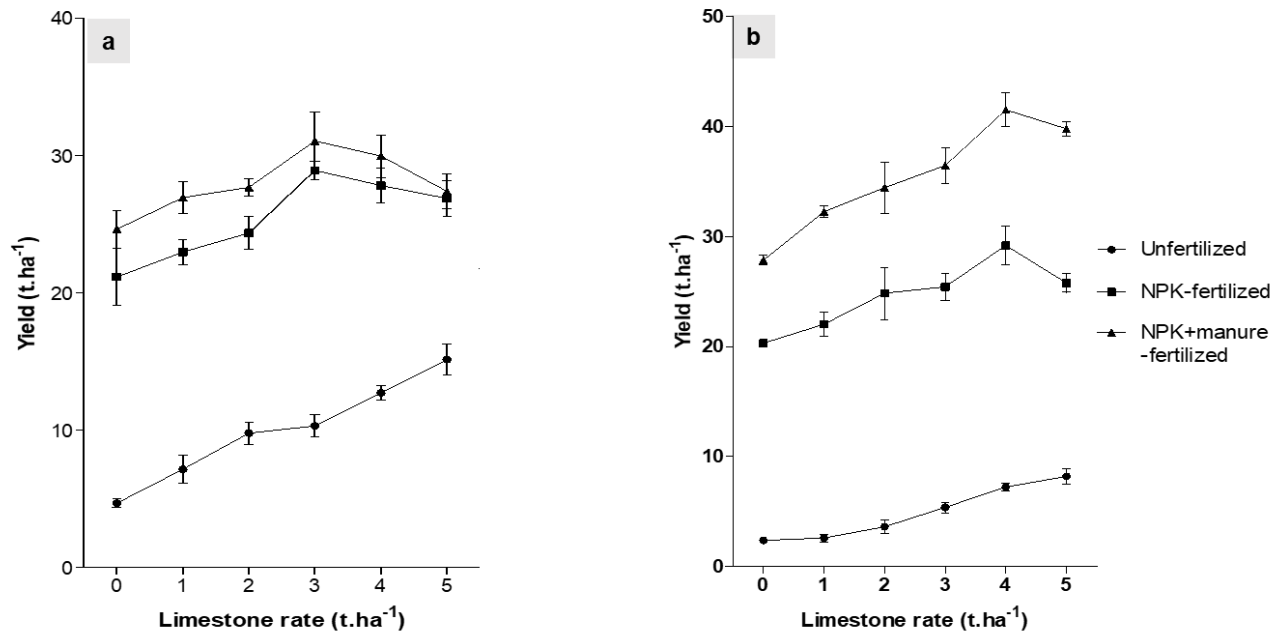 a
40
30
20
10
0
Yield (t.ha⁻¹)
0 1 2 3 4 5
Limestone rate (t.ha⁻¹)
b
50
40
30
20
10
0
Yield (t.ha⁻¹)
0 1 2 3 4 5
Limestone rate (t.ha⁻¹)
Unfertilized
NPK-fertilized
NPK+manure
-fertilized